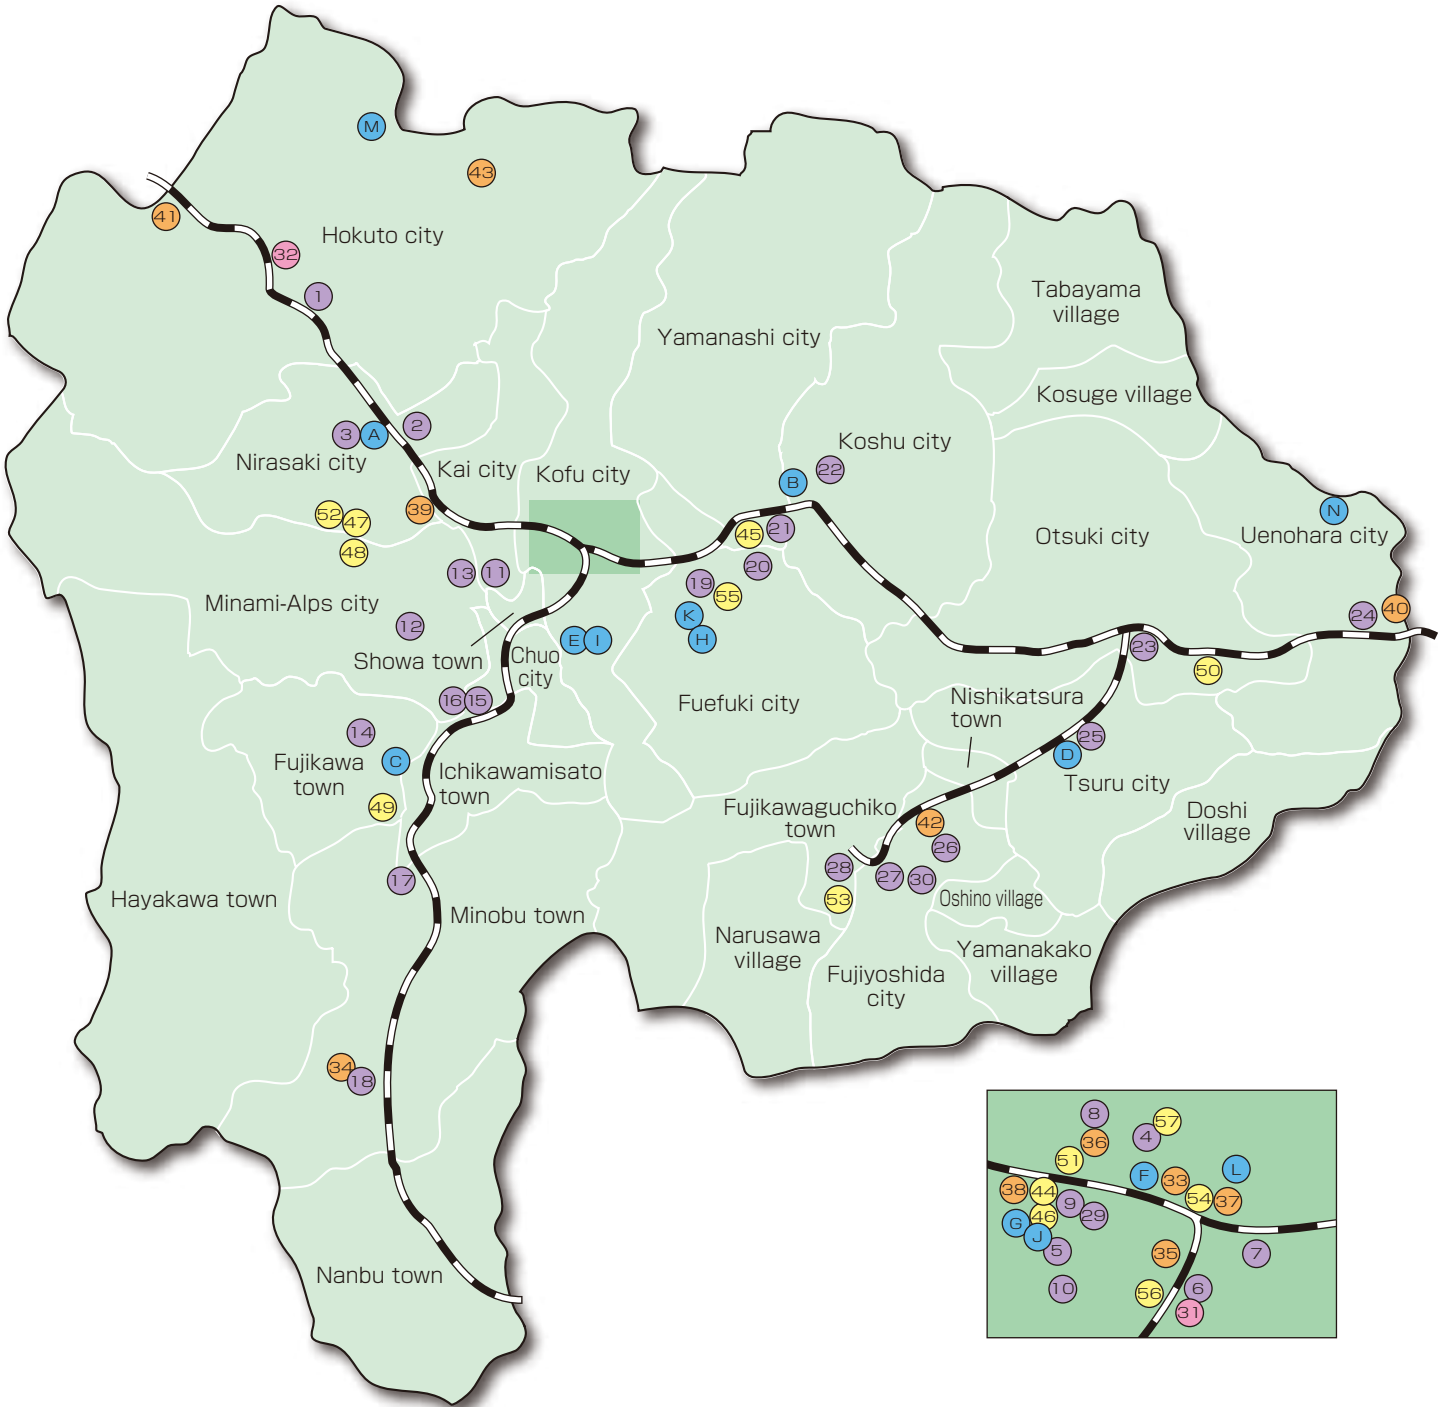 M
43
41
Hokuto city
32
1
Tabayama
village
Yamanashi city
Kosuge village
3
A
2
Koshu city
Nirasaki city
Kai city
Kofu city
22
B
52
47
39
N
48
45
21
Otsuki city
Uenohara city
13
11
20
19
55
Minami-Alps city
12
K
24
40
E
I
H
Showa town
Chuo
city
23
50
16
15
Fuefuki city
Nishikatsura
town
14
25
C
D
Fujikawa
town
Ichikawamisato
town
Tsuru city
49
Fujikawaguchiko
town
42
Doshi
village
26
28
27
30
17
53
Hayakawa town
Oshino village
Minobu town
Narusawa
village
Yamanakako
village
Fujiyoshida
city
34
18
8
57
36
4
51
F
33
L
38
44
9
54
37
G
46
29
J
5
35
7
10
56
6
31
Nanbu town